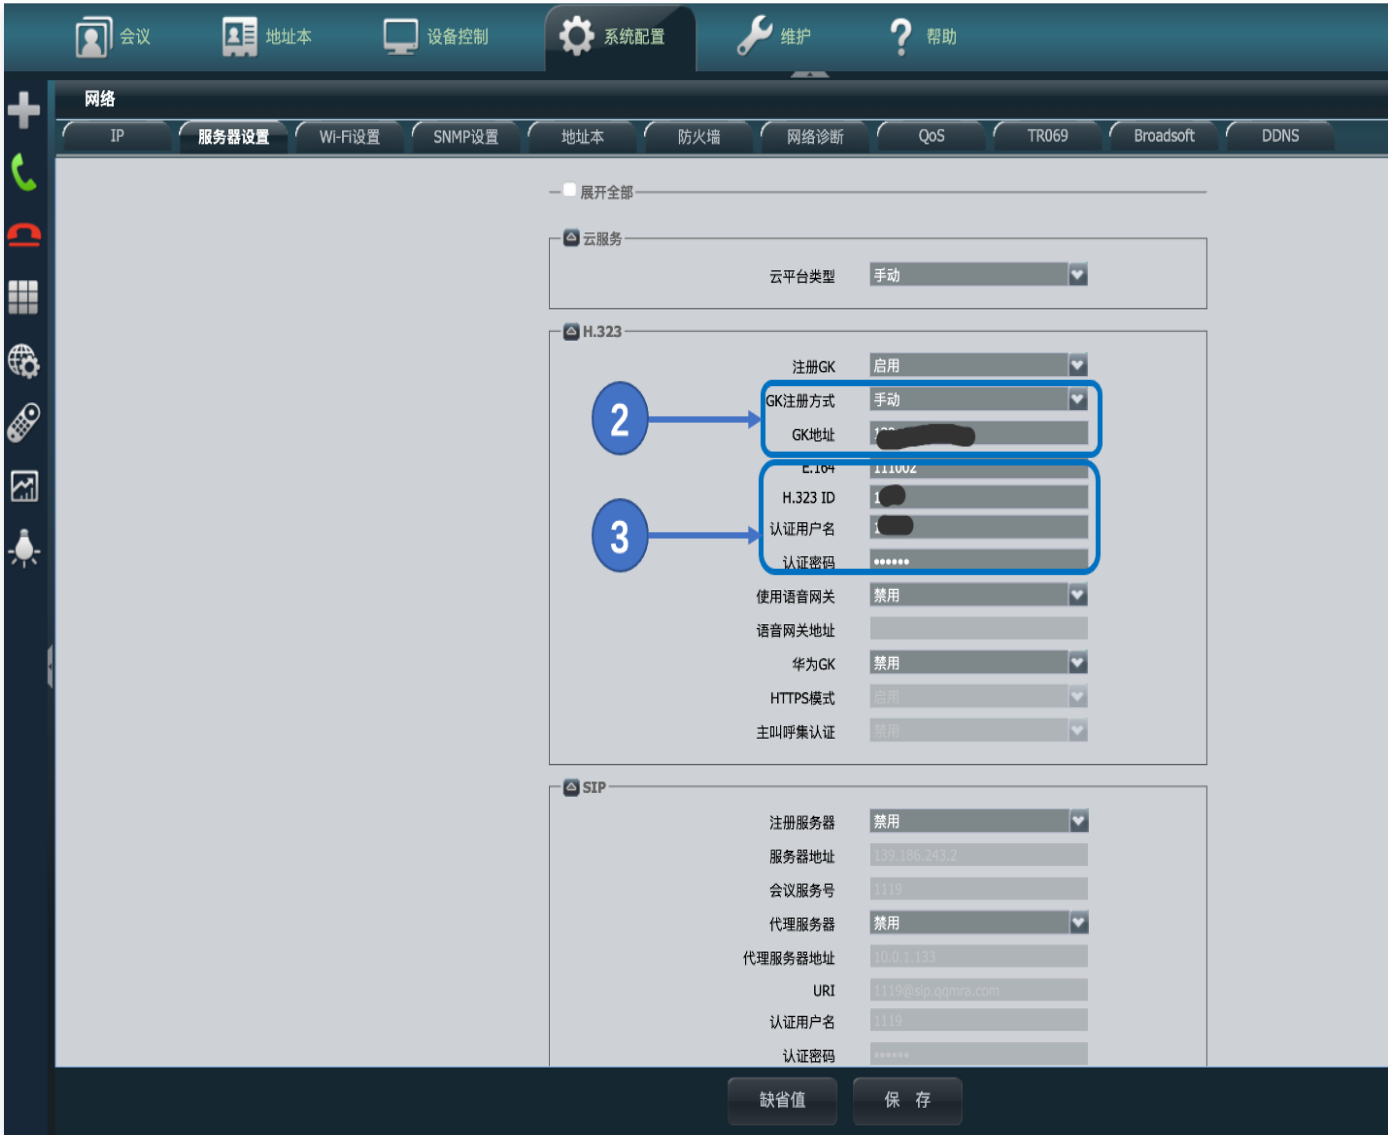 会议 地址本 设备控制 系统配置 维护 ? 帮助
网络
IP 服务器设置 Wi-Fi设置 SNMP设置 地址本 防火墙 网络诊断 QoS TR069 Broadsoft DDNS
展开全部
云服务
云平台类型 手动
H.323
注册GK 启用
GK注册方式 手动
2
GK地址
E.164 111002
H.323 ID 1
3
认证用户名
认证密码 ••••••
使用语音网关 禁用
语音网关地址
华为GK 禁用
HTTPS模式 启用
主叫呼集认证 禁用
SIP
注册服务器 禁用
服务器地址 139.186.243.2
会议服务号 1119
代理服务器 禁用
代理服务器地址 10.0.1.133
URI 1119@sip.qqmra.com
认证用户名 1119
认证密码 ••••••
缺省值 保 存